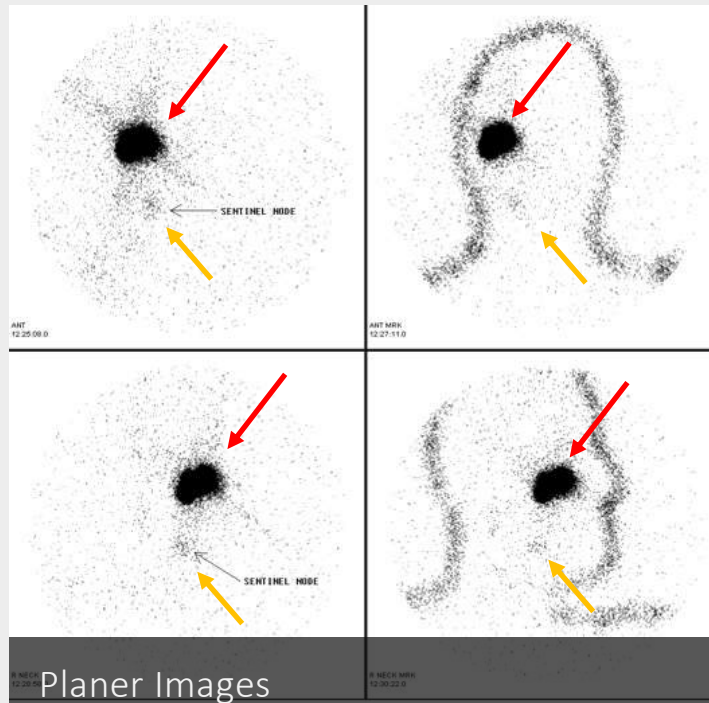 SENTINEL NODE
ANT
12:25:08.0
ANT MRK
12:27:11.0
SENTINEL NODE
R NECK
R NECK MRK
12:30:22.0
Planer Images